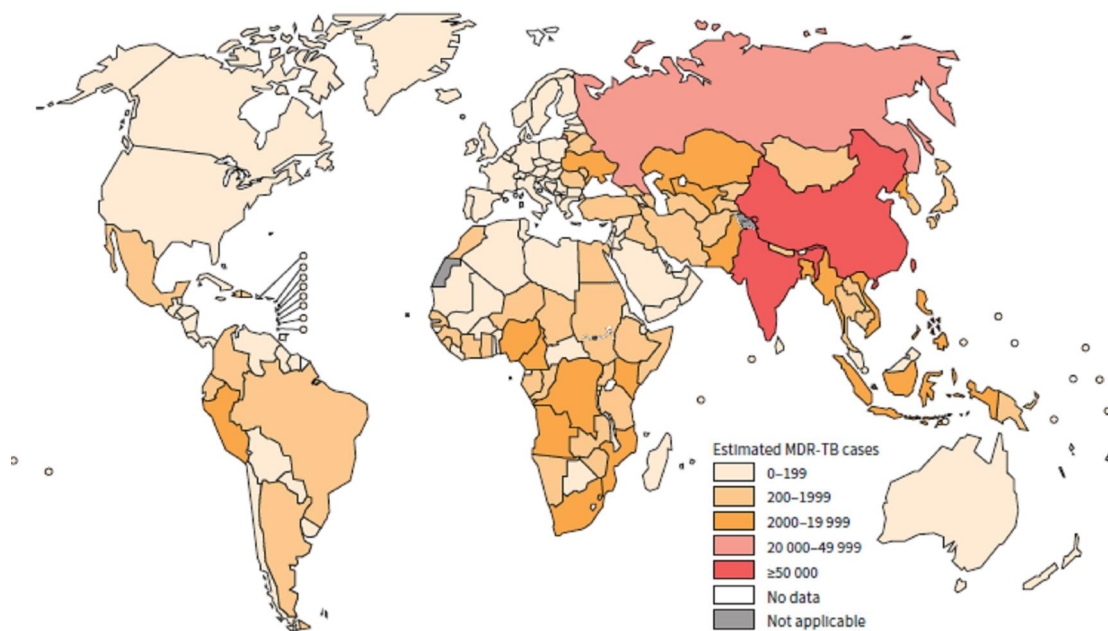 Estimated MDR-TB cases
0–199
200–1999
2000–19 999
20 000–49 999
≥50 000
No data
Not applicable